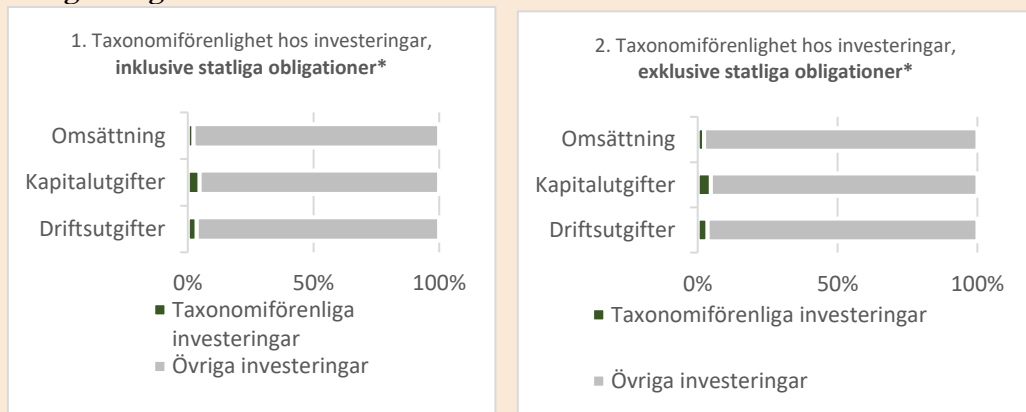 1. Taxonomiförenlighet hos investeringar,
inklusive statliga obligationer*
Omsättning
Kapitalutgifter
Driftsutgifter
0% 50% 100%
Taxonomiförenliga
investeringar
Övriga investeringar
2. Taxonomiförenlighet hos investeringar,
exklusive statliga obligationer*
Omsättning
Kapitalutgifter
Driftsutgifter
0% 50% 100%
Taxonomiförenliga investeringar
Övriga investeringar